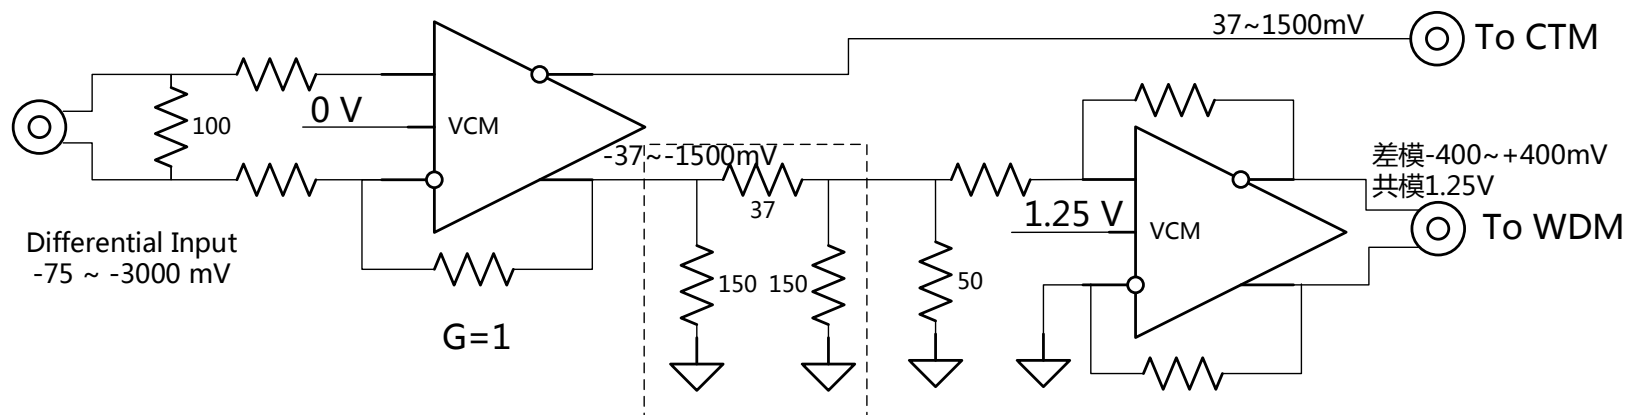 37~1500mV
To CTM
0 V
100
VCM
-37~-1500mV
差模-400~+400mV
共模1.25V
37
1.25 V
VCM
To WDM
Differential Input
-75 ~ -3000 mV
150
150
50
G=1